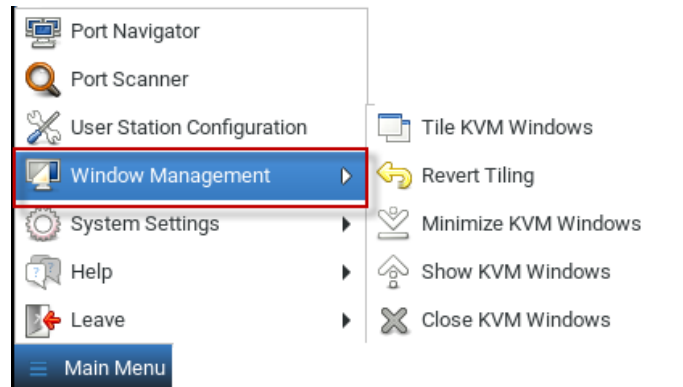 Port Navigator
Port Scanner
User Station Configuration
Window Management
System Settings
Help
Leave
Main Menu
Tile KVM Windows
Revert Tiling
Minimize KVM Windows
Show KVM Windows
Close KVM Windows